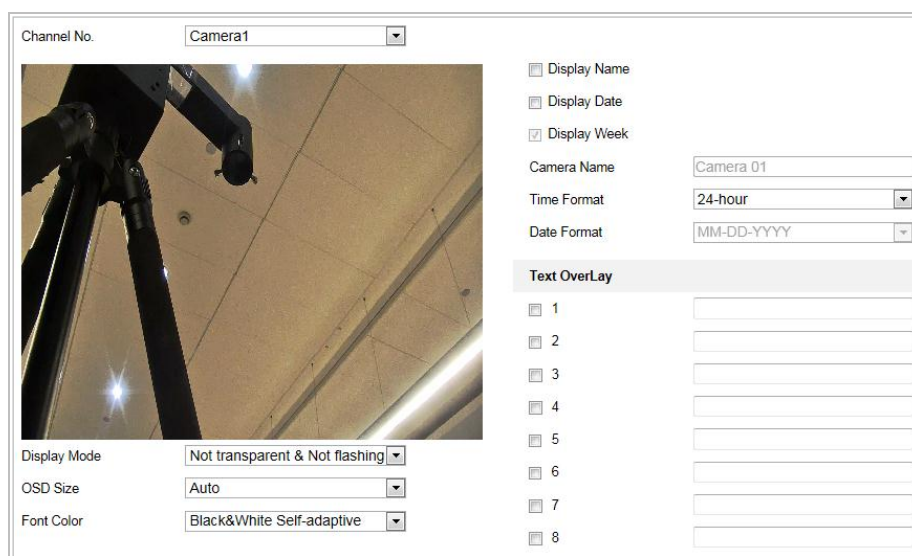 Channel No. Camera1
Display Name
Display Date
Display Week
Camera Name Camera 01
Time Format 24-hour
Date Format MM-DD-YYYY
Text OverLay
1
2
3
4
5
6
7
8
Display Mode Not transparent & Not flashing
OSD Size Auto
Font Color Black&White Self-adaptive